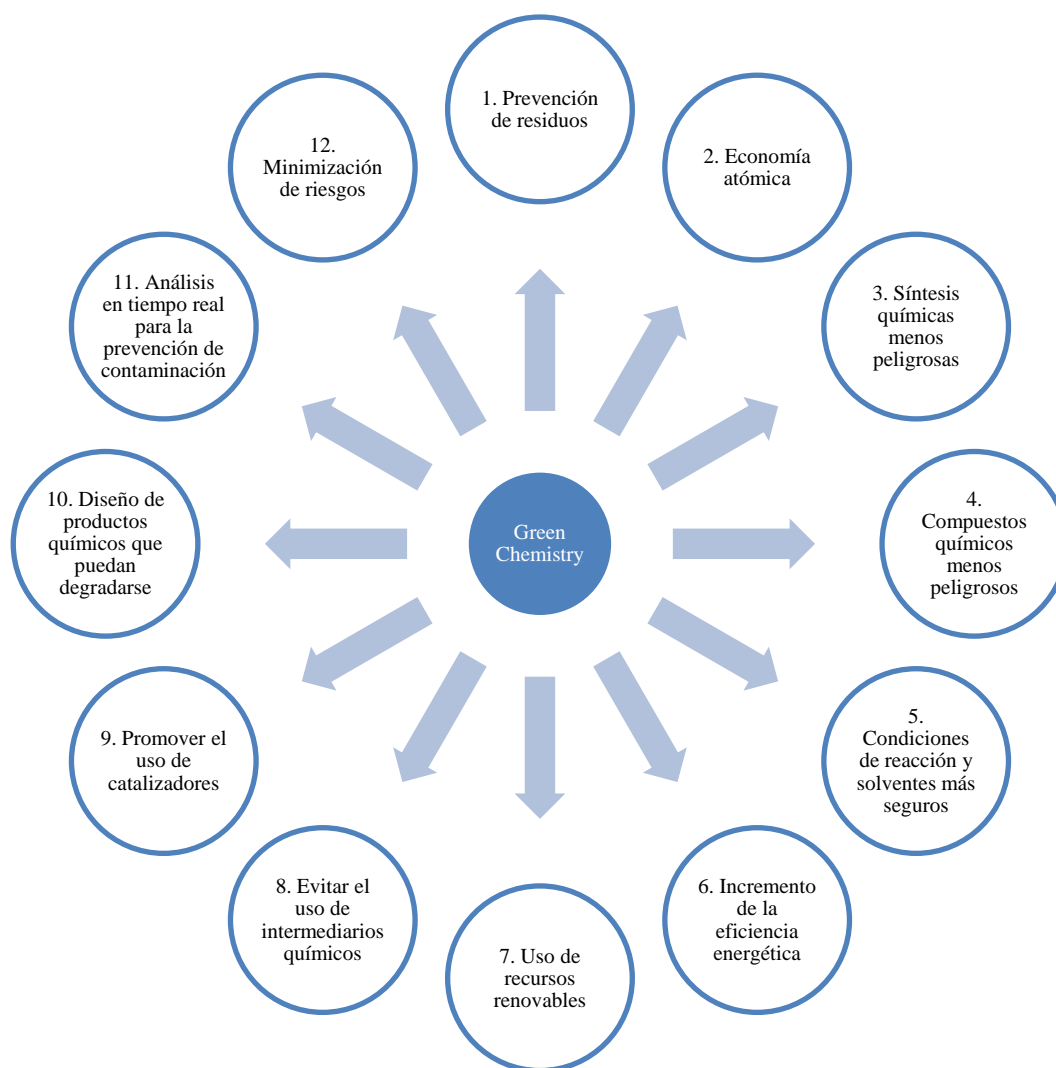 1. Prevención
de residuos
2. Economía
atómica
3. Síntesis
químicas
menos
peligrosas
4.
Compuestos
químicos
menos
peligrosos
5.
Condiciones
de reacción y
solventes más
seguros
6. Incremento
de la
eficiencia
energética
7. Uso de
recursos
renovables
8. Evitar el
uso de
intermediarios
químicos
9. Promover el
uso de
catalizadores
10. Diseño de
productos
químicos que
puedan
degradarse
11. Análisis
en tiempo real
para la
prevención de
contaminación
12.
Minimización
de riesgos
Green
Chemistry